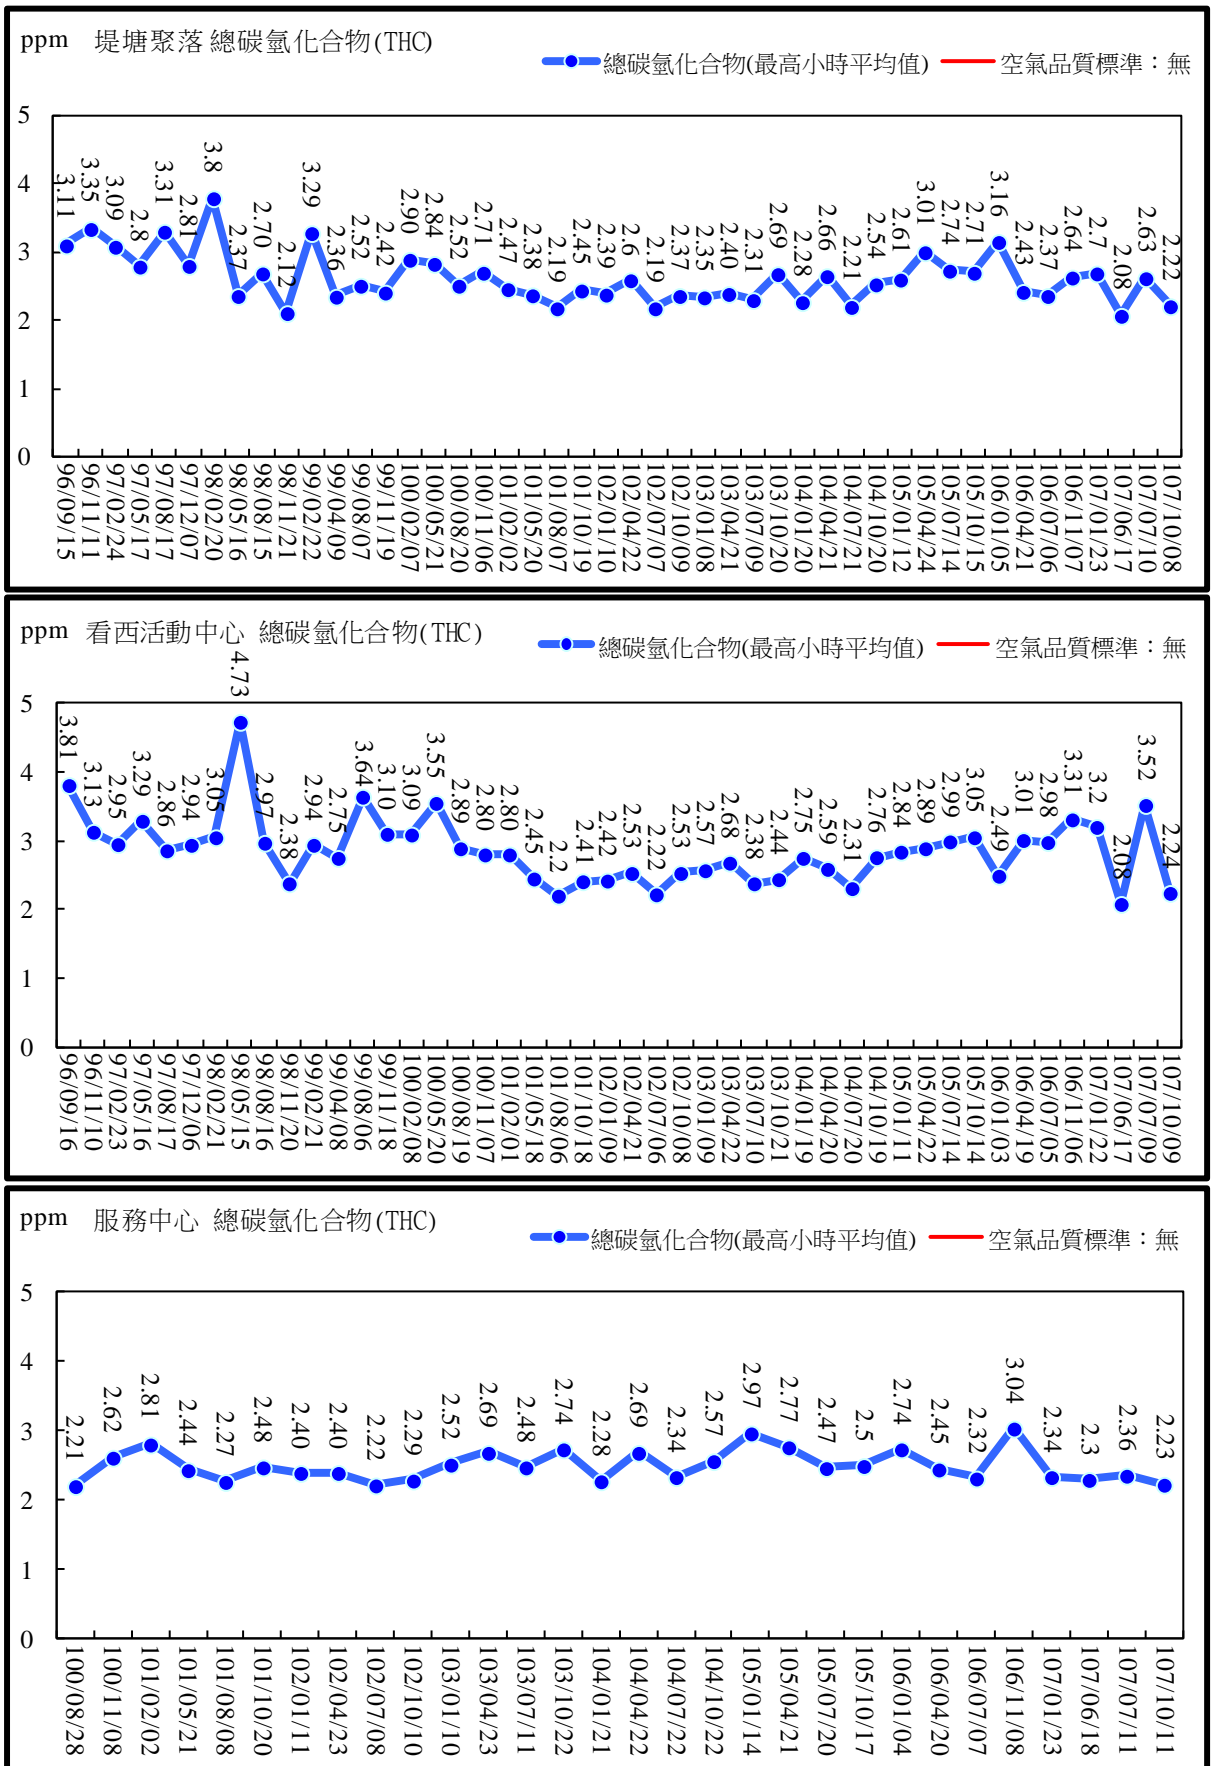 ppm 堤塘聚落 總碳氫化合物(THC)
總碳氫化合物(最高小時平均值) 空氣品質標準：無
5
4
3
2
1
0
3.11 3.35 3.09 2.8 3.31 2.81 3.8 2.37 2.70 2.12 3.29 2.36 2.52 2.42 2.90 2.84 2.52 2.71 2.47 2.38 2.19 2.45 2.39 2.6 2.19 2.37 2.35 2.40 2.31 2.69 2.28 2.66 2.21 2.54 2.61 3.01 2.74 2.71 3.16 2.43 2.37 2.64 2.7 2.08 2.63 2.22
96/09/15 96/11/11 97/02/24 97/05/17 97/08/17 97/12/07 98/02/20 98/05/16 98/08/15 98/11/21 99/02/22 99/04/09 99/08/07 99/11/19 100/02/07 100/05/21 100/08/20 100/11/06 101/02/02 101/05/20 101/08/07 101/10/19 102/01/10 102/04/22 102/07/07 102/10/09 103/01/08 103/04/21 103/07/09 103/10/20 104/01/20 104/04/21 104/07/21 104/10/20 105/01/12 105/04/24 105/07/14 105/10/15 106/01/05 106/04/21 106/07/06 106/11/07 107/01/23 107/06/17 107/07/10 107/10/08
ppm 看西活動中心 總碳氫化合物(THC)
總碳氫化合物(最高小時平均值) 空氣品質標準：無
5
4
3
2
1
0
3.81 3.13 2.95 3.29 2.86 2.94 3.05 4.73 2.97 2.38 2.94 2.75 3.64 3.10 3.09 3.55 2.89 2.80 2.80 2.45 2.2 2.41 2.42 2.53 2.22 2.53 2.57 2.68 2.38 2.44 2.75 2.59 2.31 2.76 2.84 2.89 2.99 3.05 2.49 3.01 2.98 3.31 3.2 2.08 3.52 2.24
96/09/16 96/11/10 97/02/23 97/05/16 97/08/17 97/12/06 98/02/21 98/05/15 98/08/16 98/11/20 99/02/21 99/04/08 99/08/06 99/11/18 100/02/08 100/05/20 100/08/19 100/11/07 101/02/01 101/05/18 101/08/06 101/10/18 102/01/09 102/04/21 102/07/06 102/10/08 103/01/09 103/04/22 103/07/10 103/10/21 104/01/19 104/04/20 104/07/20 104/10/19 105/01/11 105/04/22 105/07/14 105/10/14 106/01/03 106/04/19 106/07/05 106/11/06 107/01/22 107/06/17 107/07/09 107/10/09
ppm 服務中心 總碳氫化合物(THC)
總碳氫化合物(最高小時平均值) 空氣品質標準：無
5
4
3
2
1
0
2.21 2.62 2.81 2.44 2.27 2.48 2.40 2.40 2.22 2.29 2.52 2.69 2.48 2.74 2.28 2.69 2.34 2.57 2.97 2.77 2.47 2.5 2.74 2.45 2.32 3.04 2.34 2.3 2.36 2.23
100/08/28 100/11/08 101/02/02 101/05/21 101/08/08 101/10/20 102/01/11 102/04/23 102/07/08 102/10/10 103/01/10 103/04/23 103/07/11 103/10/22 104/01/21 104/04/22 104/07/22 104/10/22 105/01/14 105/04/21 105/07/20 105/10/17 106/01/04 106/04/20 106/07/07 106/11/08 107/01/23 107/06/18 107/07/11 107/10/11